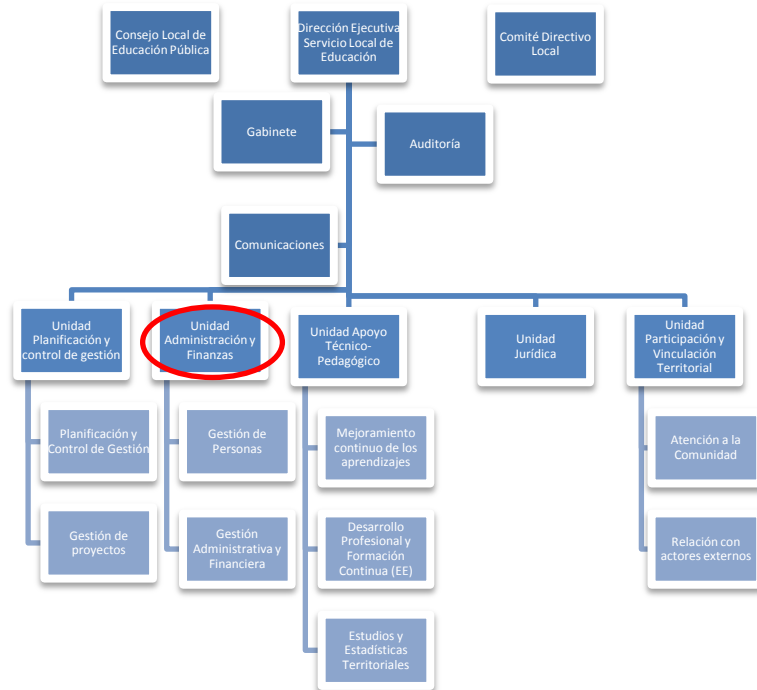 Consejo Local de
Educación Pública
Dirección Ejecutiva
Servicio Local de
Educación
Comité Directivo
Local
Gabinete
Auditoría
Comunicaciones
Unidad
Planificación y
control de gestión
Unidad
Administración y
Finanzas
Unidad Apoyo
Técnico-
Pedagógico
Unidad
Jurídica
Unidad
Participación y
Vinculación
Territorial
Planificación y
Control de Gestión
Gestión de
Personas
Mejoramiento
continuo de los
aprendizajes
Atención a la
Comunidad
Gestión de
proyectos
Gestión
Administrativa y
Financiera
Desarrollo
Profesional y
Formación
Continua (EE)
Relación con
actores externos
Estudios y
Estadísticas
Territoriales